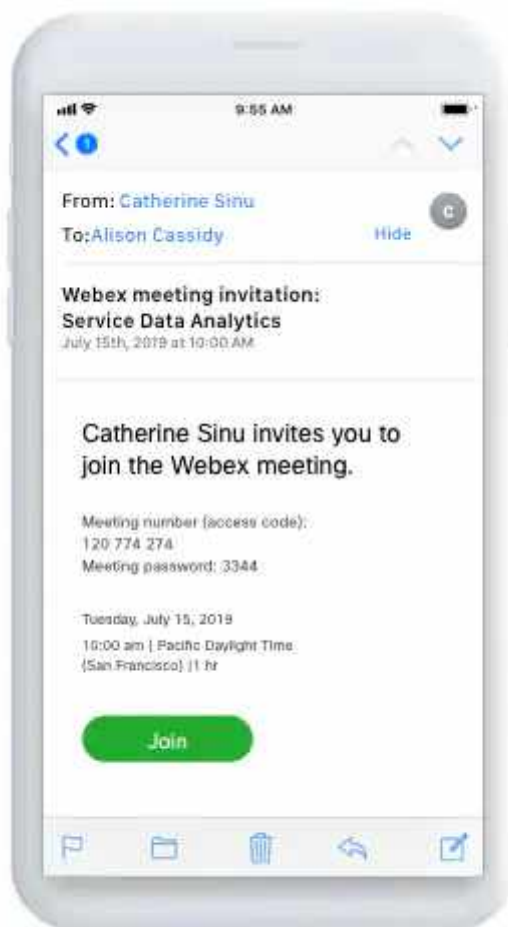 9:55 AM
1
From: Catherine Sinu
C
To:Alison Cassidy
Hide
Webex meeting invitation:
Service Data Analytics
July 15th, 2019 at 10:00 AM
Catherine Sinu invites you to
join the Webex meeting.
Meeting number (access code):
120 774 274
Meeting password: 3344
Tuesday, July 15, 2019
10:00 am | Pacific Daylight Time
(San Francisco) |1 hr
Join